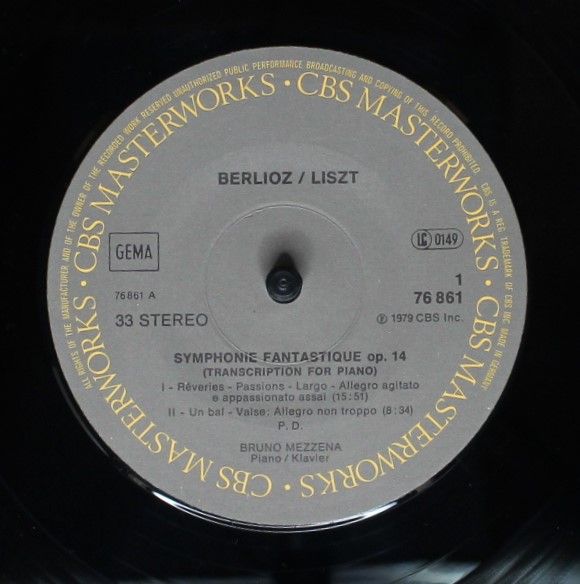 ALL RIGHTS OF THE MANUFACTURER AND OF THE OWNER OF THE RECORDED WORK RESERVED UNAUTHORIZED PUBLIC PERFORMANCE BROADCASTING AND COPYING OF THIS RECORD PROHIBITED. CBS IS A REG. TRADEMARK OF CBS INC. MADE IN GERMANY
CBS MASTERWORKS · CBS MASTERWORKS · CBS MASTERWORKS · CBS MASTERWORKS ·
BERLIOZ / LISZT
GEMA
LC 0149
76861 A
1
76 861
33 STEREO
℗ 1979 CBS Inc.
SYMPHONIE FANTASTIQUE op. 14
(TRANSCRIPTION FOR PIANO)
I - Rêveries - Passions - Largo - Allegro agitato
e appassionato assai (15:51)
II - Un bal - Valse: Allegro non troppo (8:34)
P. D.
BRUNO MEZZENA
Piano / Klavier